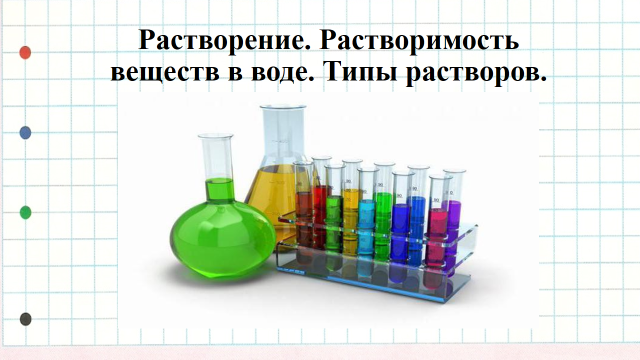 Растворение. Растворимость
веществ в воде. Типы растворов.